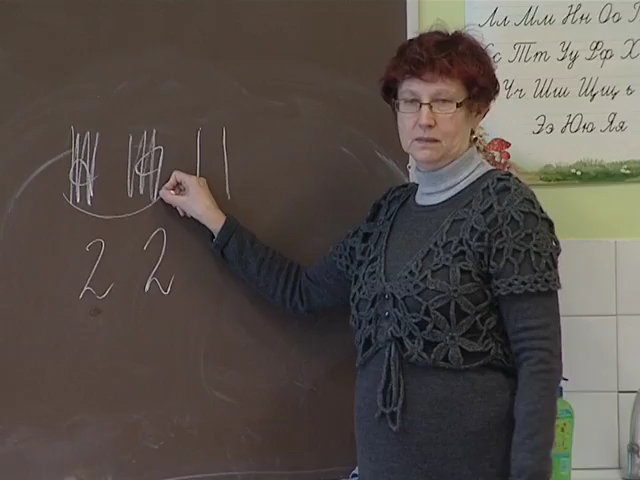 2 2
Лл Мм Нн Оо
Тт Уу Фф Х
Чч Шш Щщ ь
Ээ Юю Яя